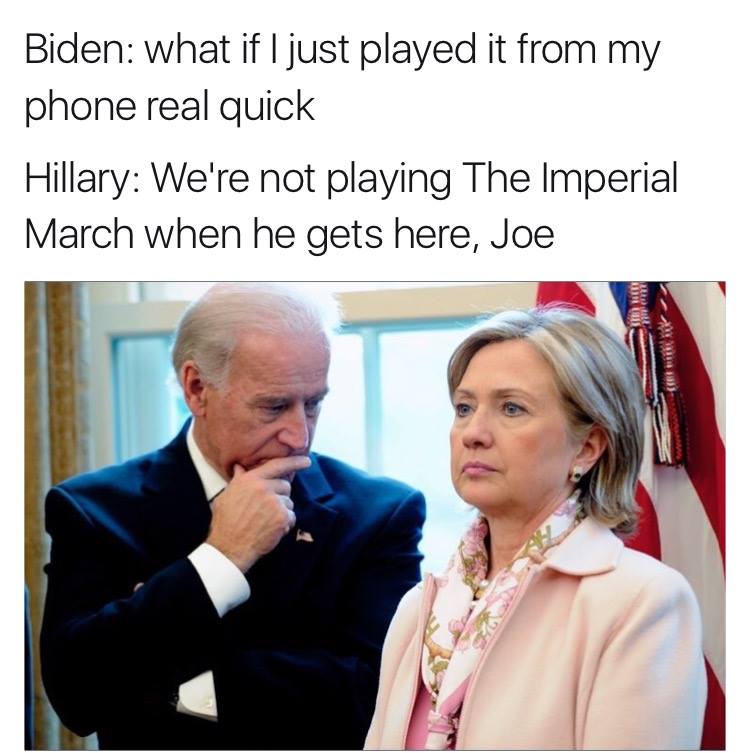 Biden: what if I just played it from my
phone real quick
Hillary: We're not playing The Imperial
March when he gets here, Joe